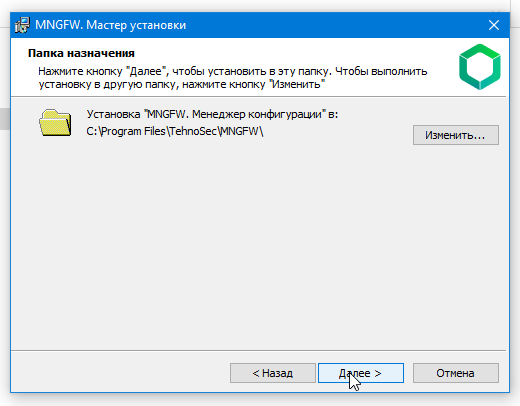 MNGFW. Мастер установки
Папка назначения
Нажмите кнопку "Далее", чтобы установить в эту папку. Чтобы выполнить
установку в другую папку, нажмите кнопку "Изменить"
Установка "MNGFW. Менеджер конфигурации" в:
C:\Program Files\TehnoSec\MNGFW\
Изменить...
< Назад
Далее >
Отмена